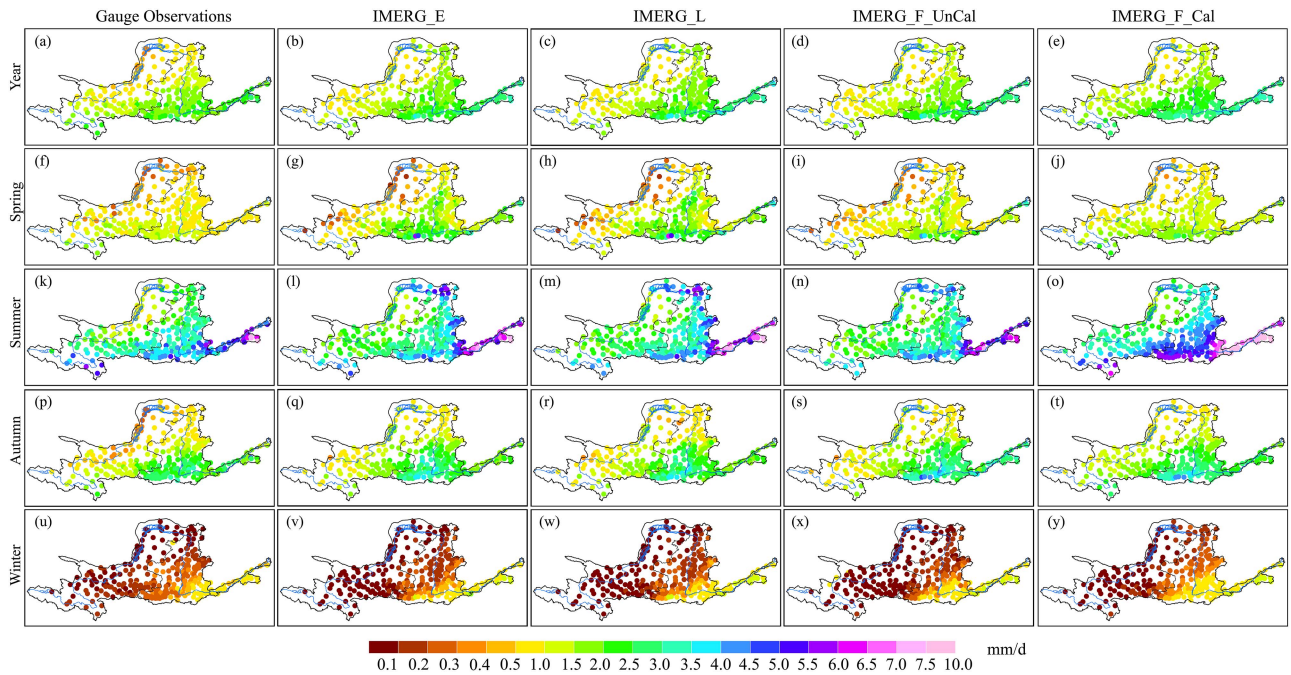 Gauge Observations IMERG_E IMERG_L IMERG_F_UnCal IMERG_F_Cal
Year (a) (b) (c) (d) (e)
Spring (f) (g) (h) (i) (j)
Summer (k) (l) (m) (n) (o)
Autumn (p) (q) (r) (s) (t)
Winter (u) (v) (w) (x) (y)
mm/d
0.1 0.2 0.3 0.4 0.5 1.0 1.5 2.0 2.5 3.0 3.5 4.0 4.5 5.0 5.5 6.0 6.5 7.0 7.5 10.0